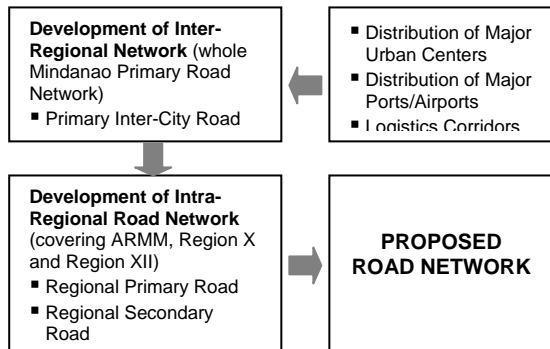 Development of Inter-
Regional Network (whole
Mindanao Primary Road
Network)
▪ Primary Inter-City Road
▪ Distribution of Major
Urban Centers
▪ Distribution of Major
Ports/Airports
▪ Logistics Corridors
Development of Intra-
Regional Road Network
(covering ARMM, Region X
and Region XII)
▪ Regional Primary Road
▪ Regional Secondary
Road
PROPOSED
ROAD NETWORK